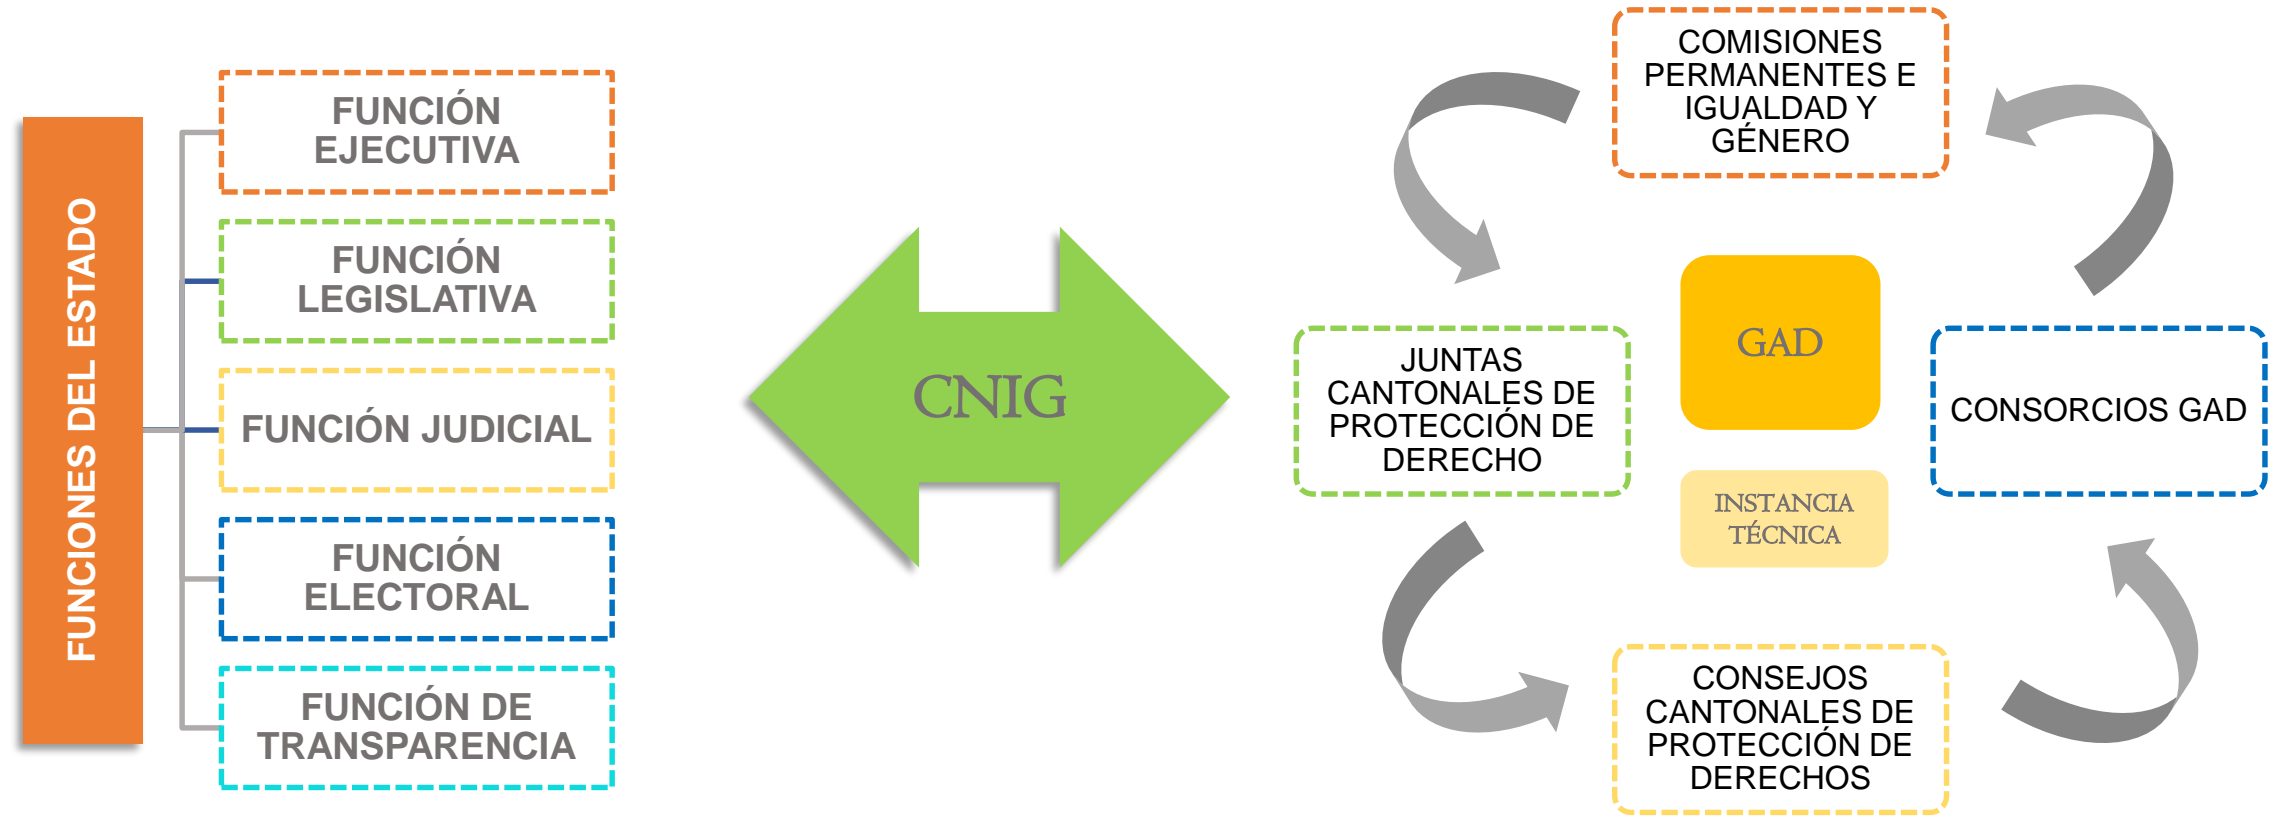 FUNCIONES DEL ESTADO
FUNCIÓN
EJECUTIVA
FUNCIÓN
LEGISLATIVA
FUNCIÓN JUDICIAL
FUNCIÓN
ELECTORAL
FUNCIÓN DE
TRANSPARENCIA
CNIG
COMISIONES
PERMANENTES E
IGUALDAD Y
GÉNERO
JUNTAS
CANTONALES DE
PROTECCIÓN DE
DERECHO
GAD
INSTANCIA
TÉCNICA
CONSORCIOS GAD
CONSEJOS
CANTONALES DE
PROTECCIÓN DE
DERECHOS